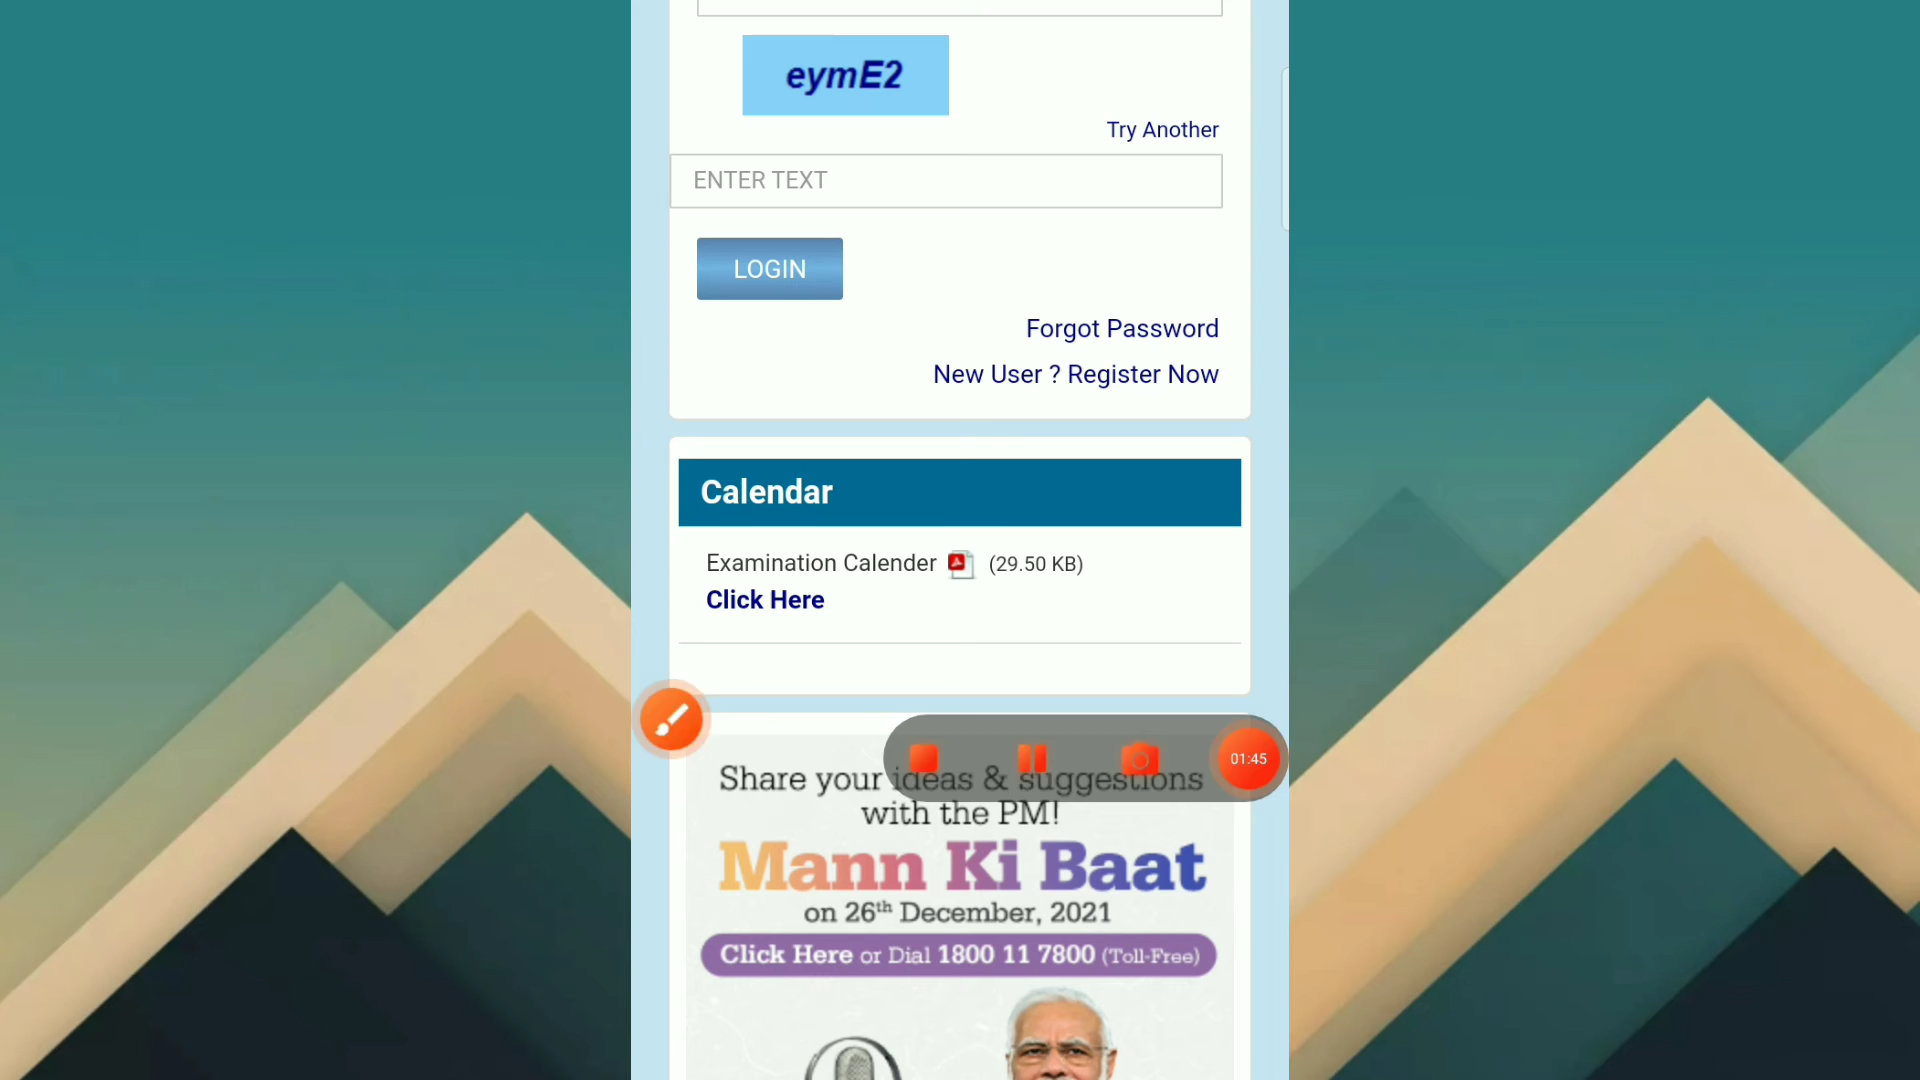 eymE2
Try Another
ENTER TEXT
LOGIN
Forgot Password
New User ? Register Now
Calendar
Examination Calender (29.50 KB)
Click Here
01:45
Share your ideas & suggestions
with the PM!
Mann Ki Baat
on 26th December, 2021
Click Here or Dial 1800 11 7800 (Toll-Free)